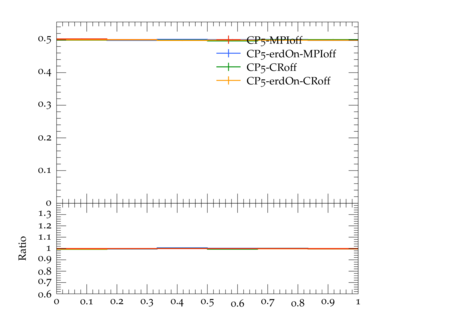 0.5
CP5-MPIoff
CP5-erdOn-MPIoff
0.4
CP5-CRoff
CP5-erdOn-CRoff
0.3
0.2
0.1
0
1.3
1.2
1.1
1
0.9
0.8
0.7
0.6
Ratio
0 0.1 0.2 0.3 0.4 0.5 0.6 0.7 0.8 0.9 1